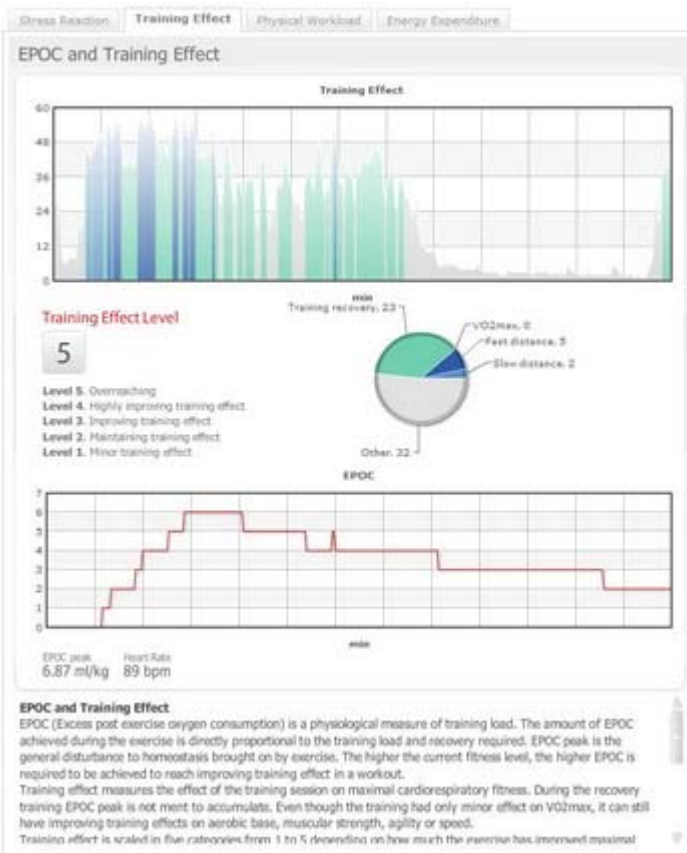 Stress Reaction Training Effect Physical Workload Energy Expenditure
EPOC and Training Effect
Training Effect
60
48
36
24
12
0
min
Training recovery, 23
VO2max, 0
Fast distance, 5
Slow distance, 2
Other, 32
Training Effect Level
5
Level 5. Overreaching
Level 4. Highly improving training effect
Level 3. Improving training effect
Level 2. Maintaining training effect
Level 1. Minor training effect
EPOC
7
6
5
4
3
2
1
0
min
EPOC peak Heart Rate
6.87 ml/kg 89 bpm
EPOC and Training Effect
EPOC (Excess post exercise oxygen consumption) is a physiological measure of training load. The amount of EPOC
achieved during the exercise is directly proportional to the training load and recovery required. EPOC peak is the
general disturbance to homeostasis brought on by exercise. The higher the current fitness level, the higher EPOC is
required to be achieved to reach improving training effect in a workout.
Training effect measures the effect of the training session on maximal cardiorespiratory fitness. During the recovery
training EPOC peak is not ment to accumulate. Even though the training had only minor effect on VO2max, it can still
have improving training effects on aerobic base, muscular strength, agility or speed.
Training effect is scaled in five categories from 1 to 5 depending on how much the exercise has improved maximal